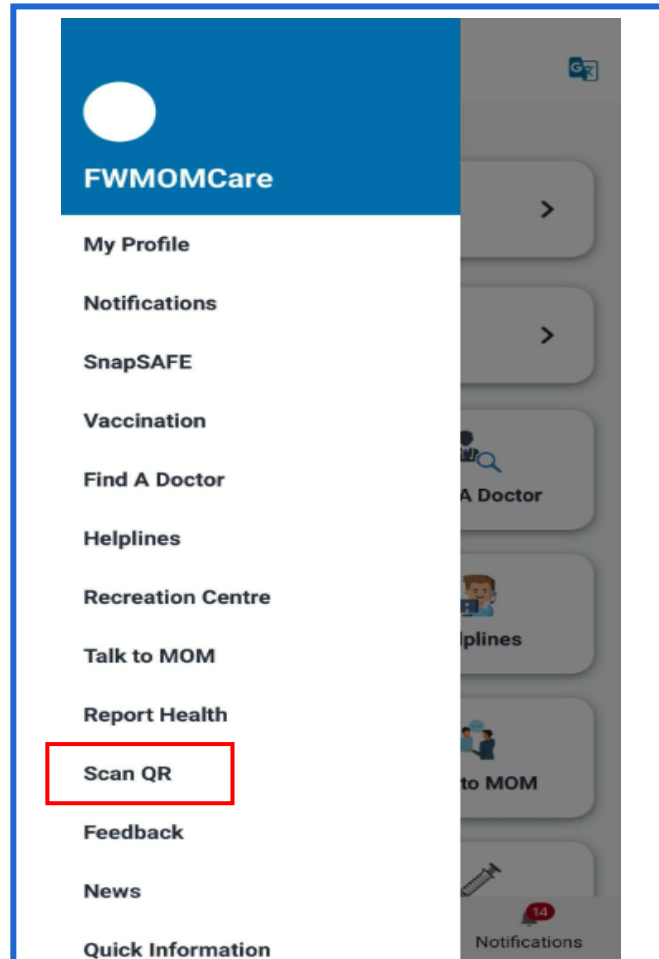 FWMOMCare
My Profile
Notifications
SnapSAFE
Vaccination
Find A Doctor
Helplines
Recreation Centre
Talk to MOM
Report Health
Scan QR
Feedback
News
Quick Information
A Doctor
plines
to MOM
14
Notifications